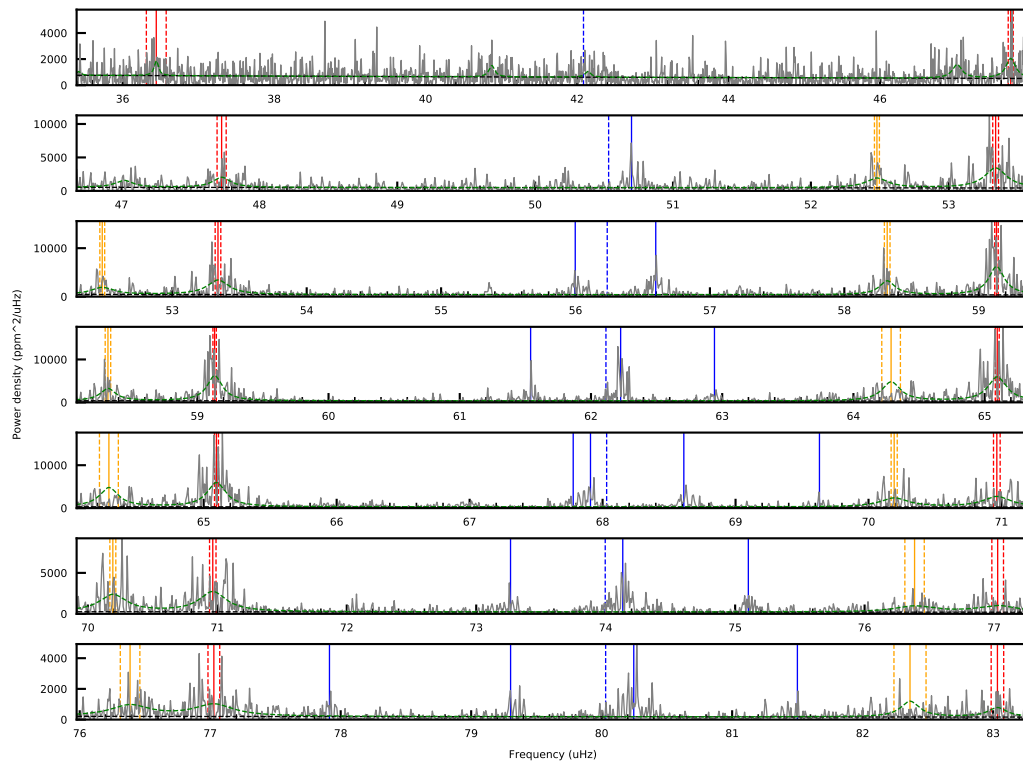 4000
2000
0
36 38 40 42 44 46
10000
5000
0
47 48 49 50 51 52 53
10000
0
53 54 55 56 57 58 59
10000
0
59 60 61 62 63 64 65
Power density (ppm^2/uHz)
10000
0
65 66 67 68 69 70 71
5000
0
70 71 72 73 74 75 76 77
4000
2000
0
76 77 78 79 80 81 82 83
Frequency (uHz)